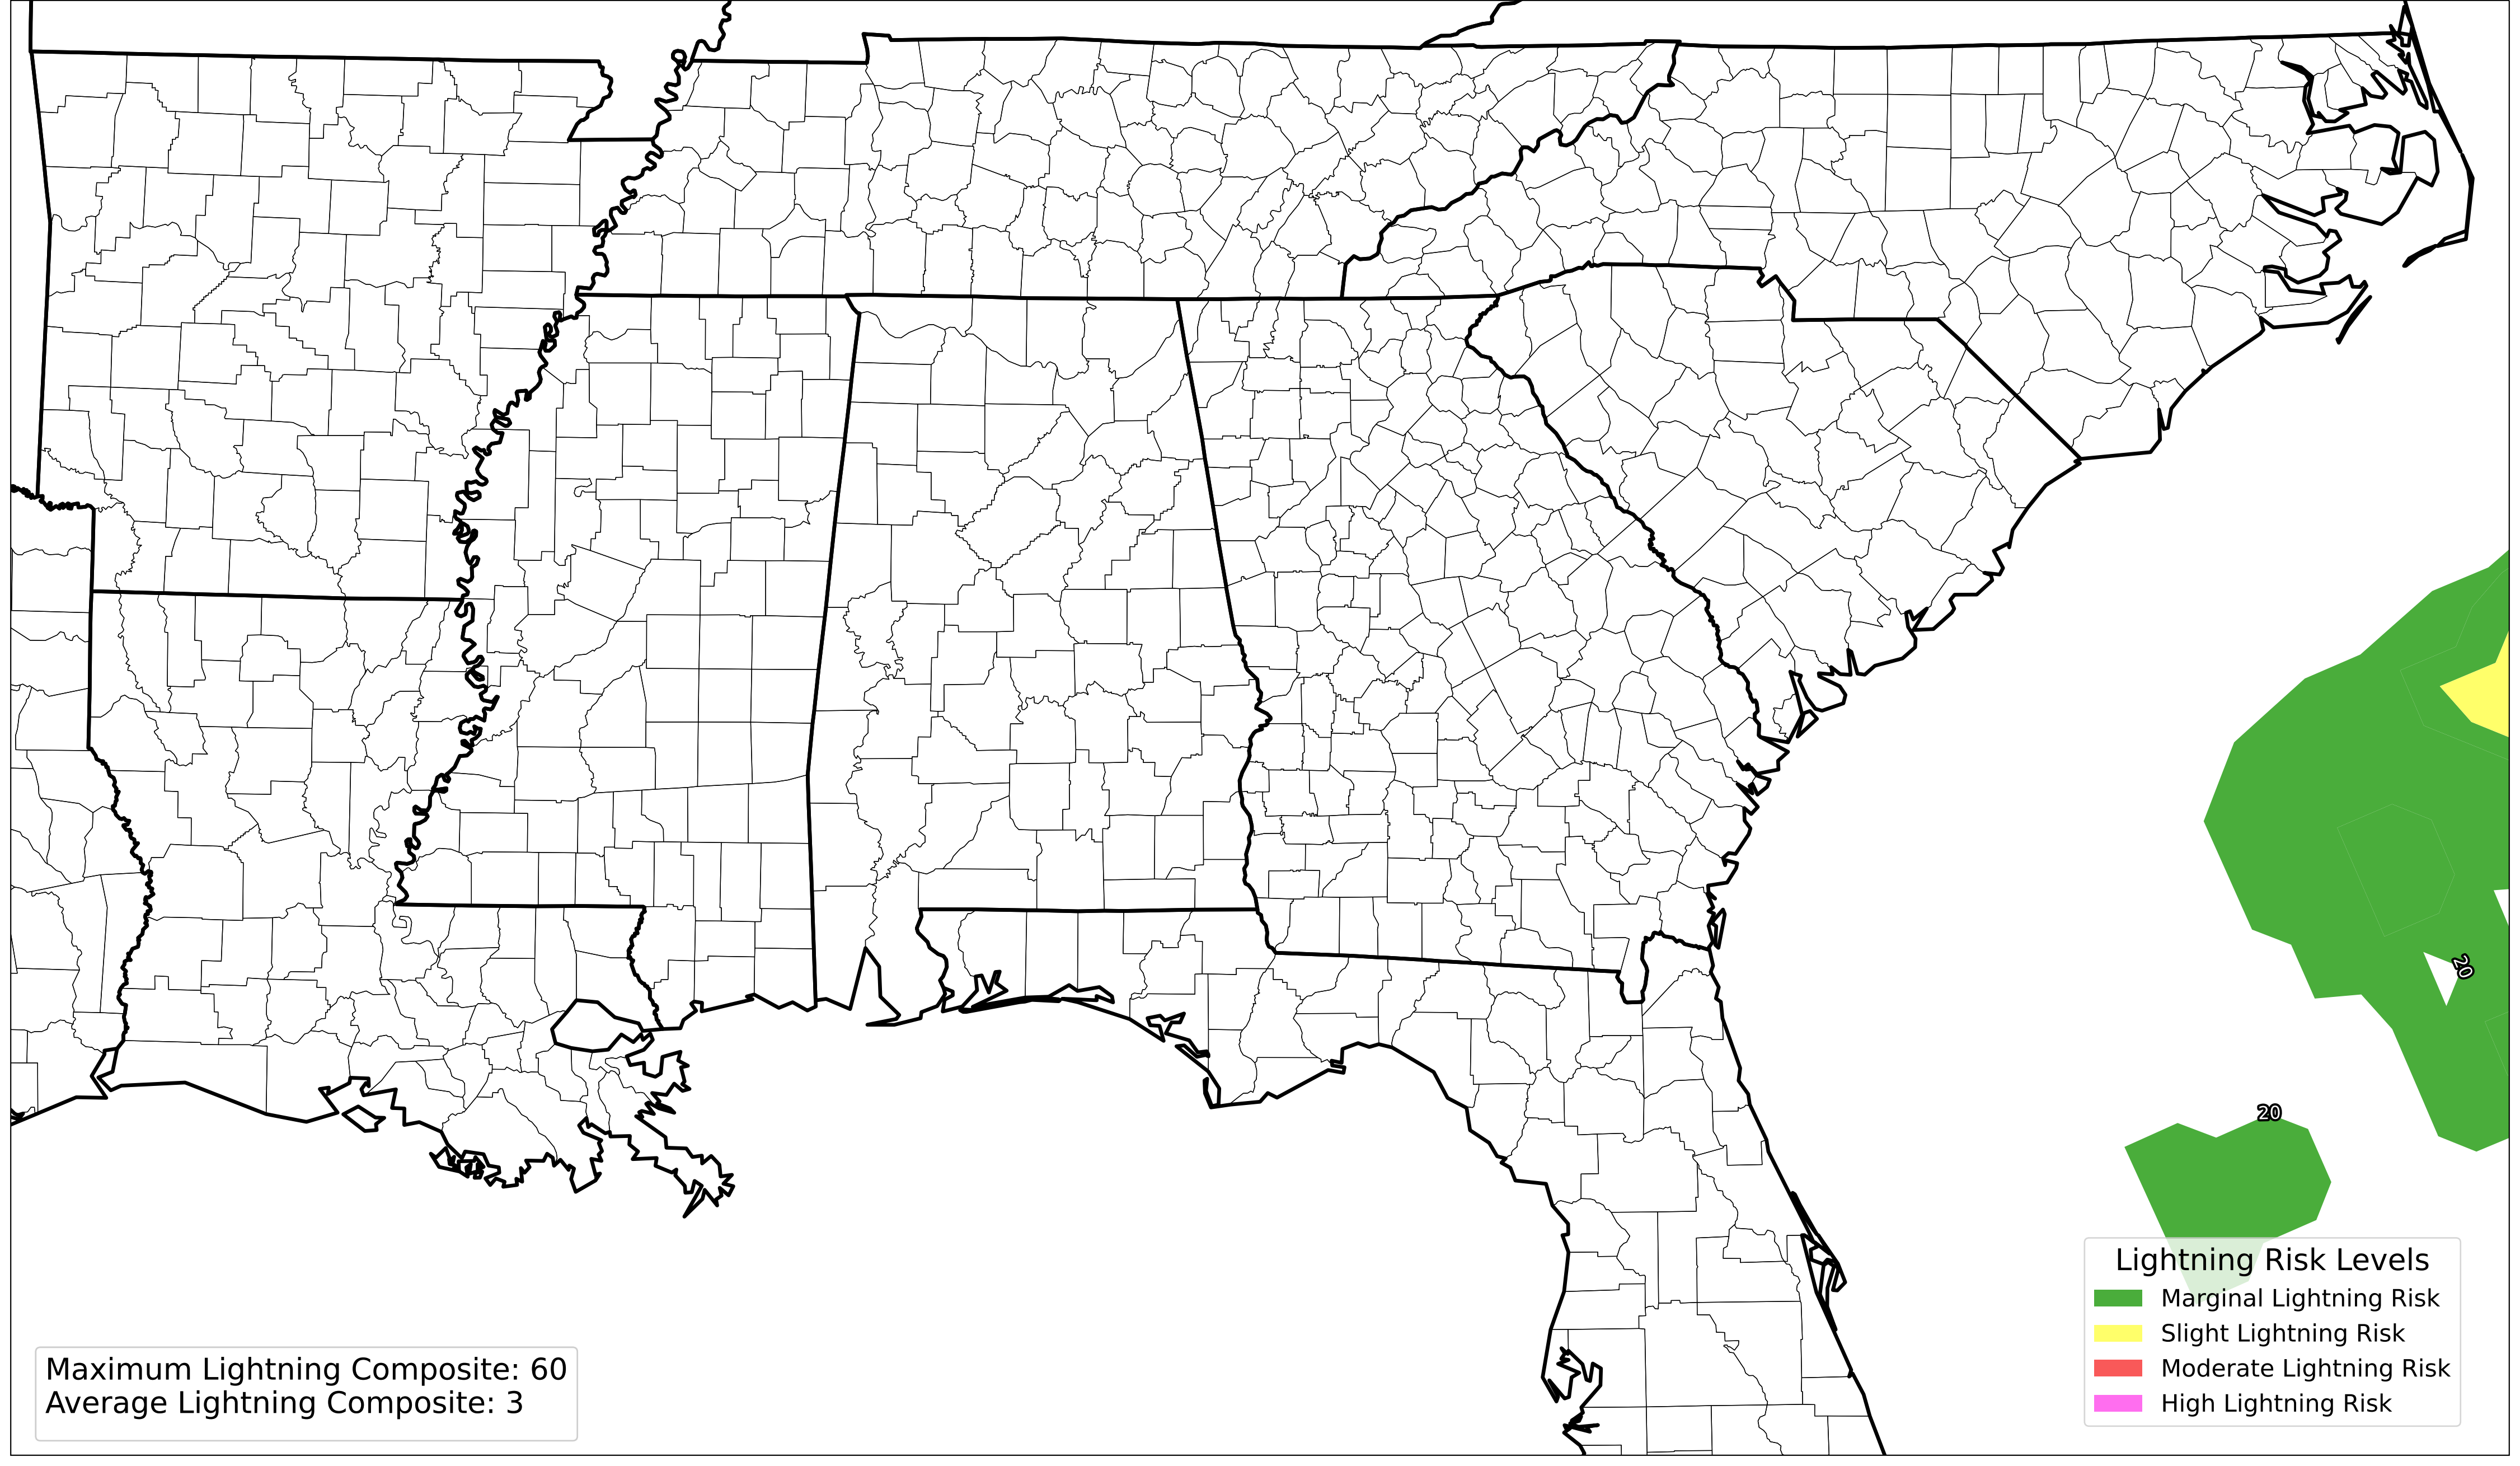 20
20
Lightning Risk Levels
Marginal Lightning Risk
Slight Lightning Risk
Moderate Lightning Risk
High Lightning Risk
Maximum Lightning Composite: 60
Average Lightning Composite: 3